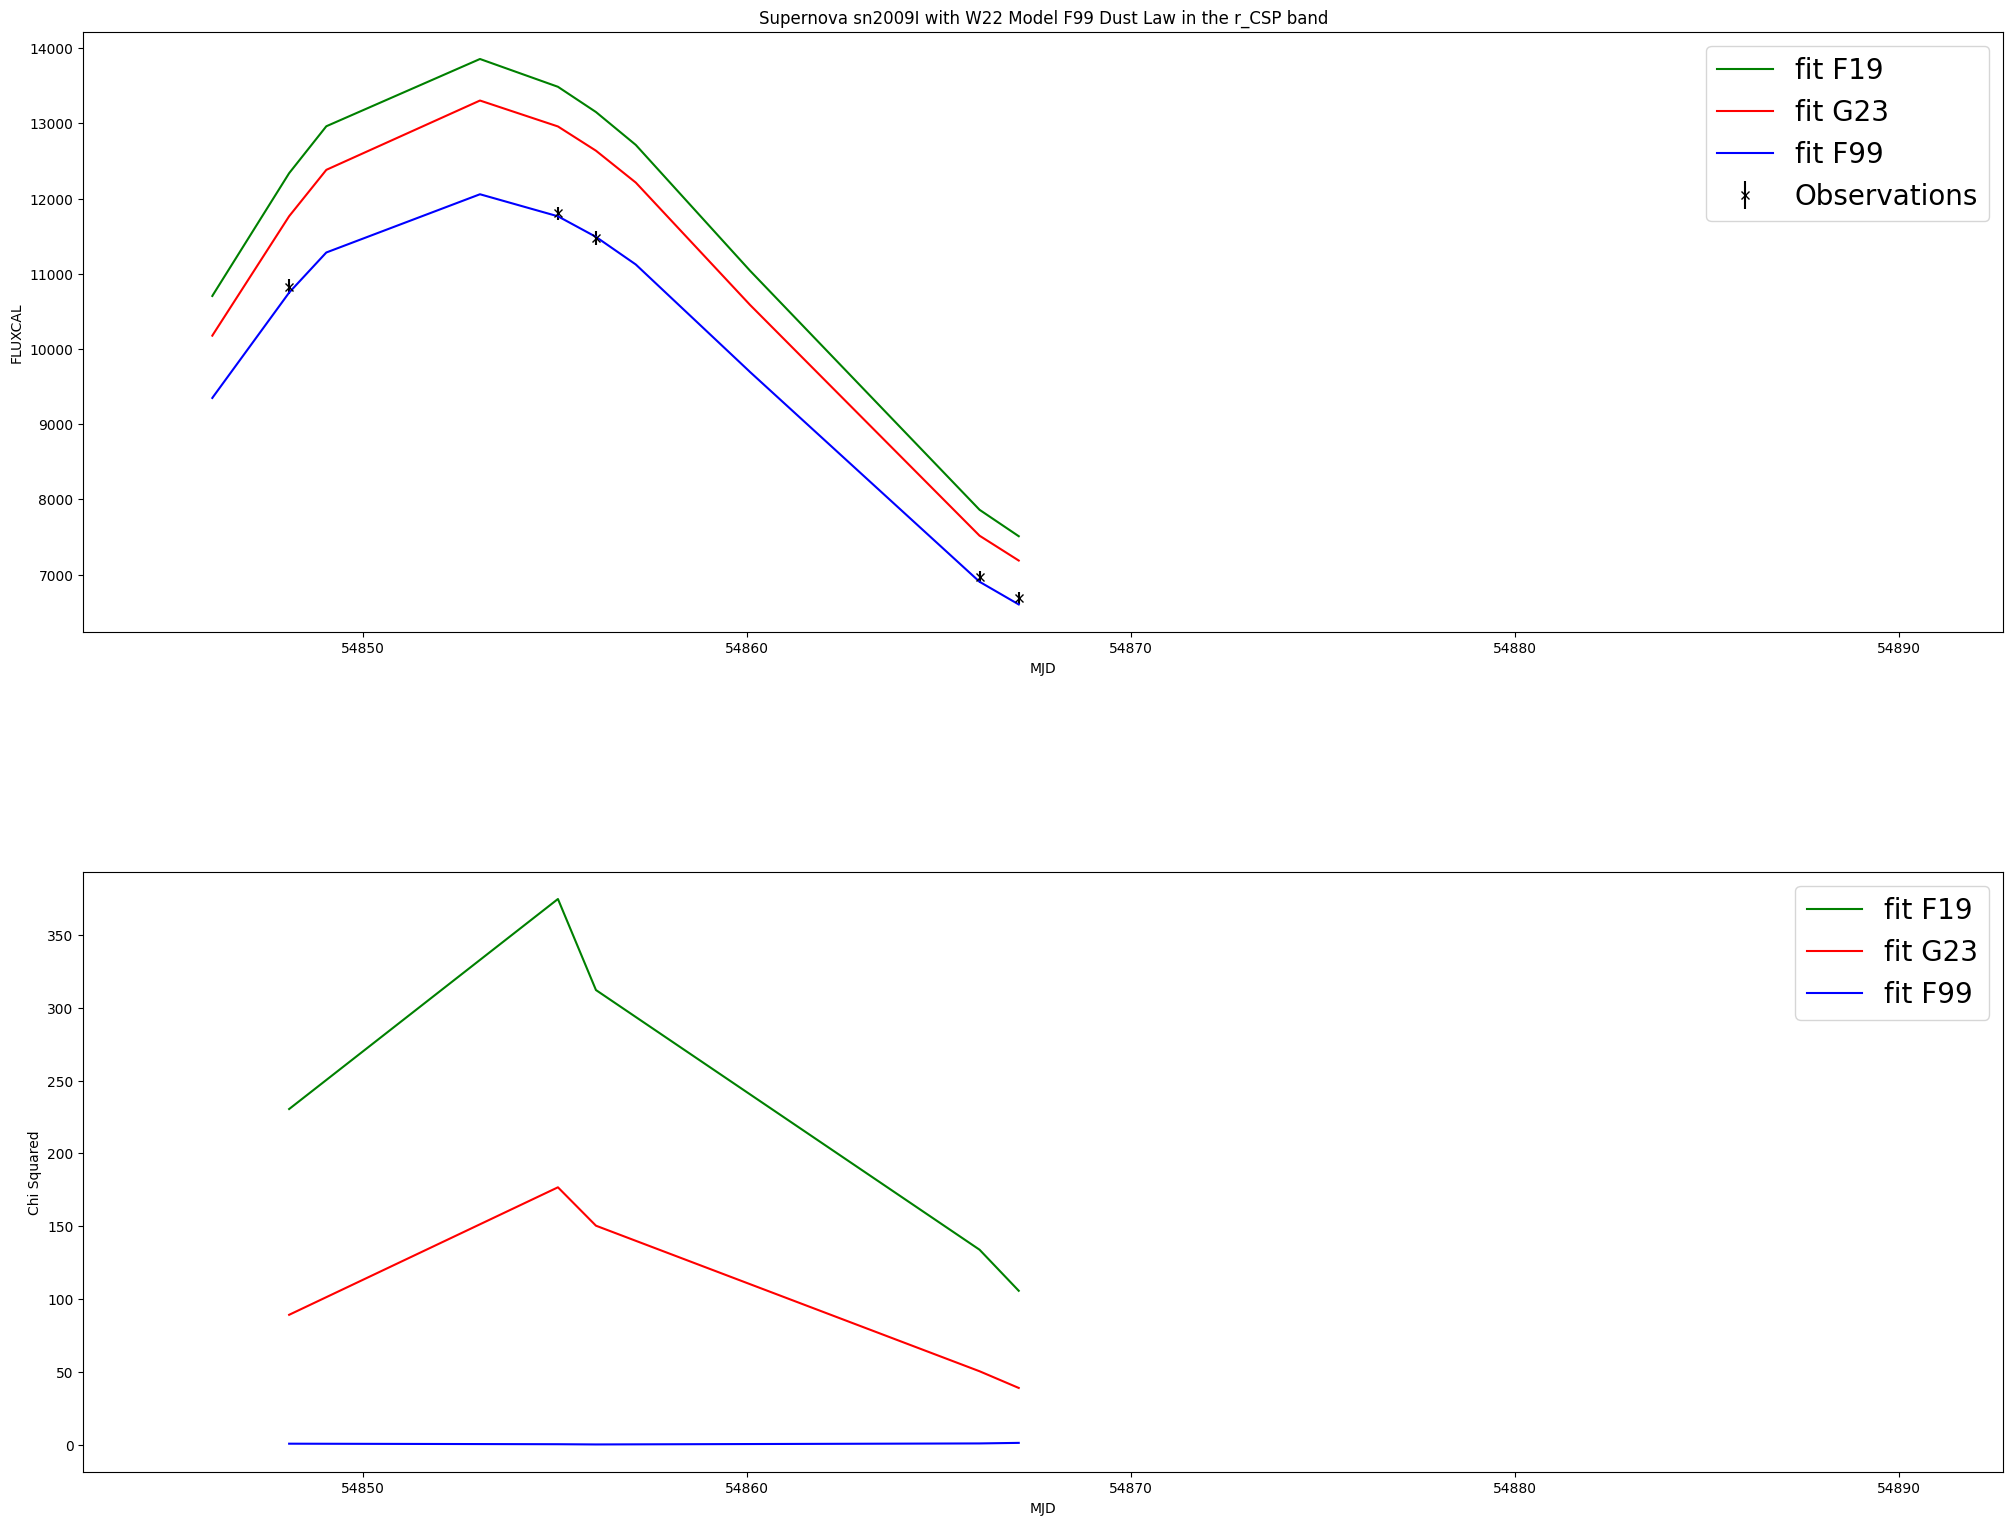 Supernova sn2009I with W22 Model F99 Dust Law in the r_CSP band
14000
13000
12000
11000
10000
9000
8000
7000
FLUXCAL
fit F19
fit G23
fit F99
Observations
54850
54860
54870
54880
54890
MJD
350
300
250
200
150
100
50
0
Chi Squared
fit F19
fit G23
fit F99
54850
54860
54870
54880
54890
MJD